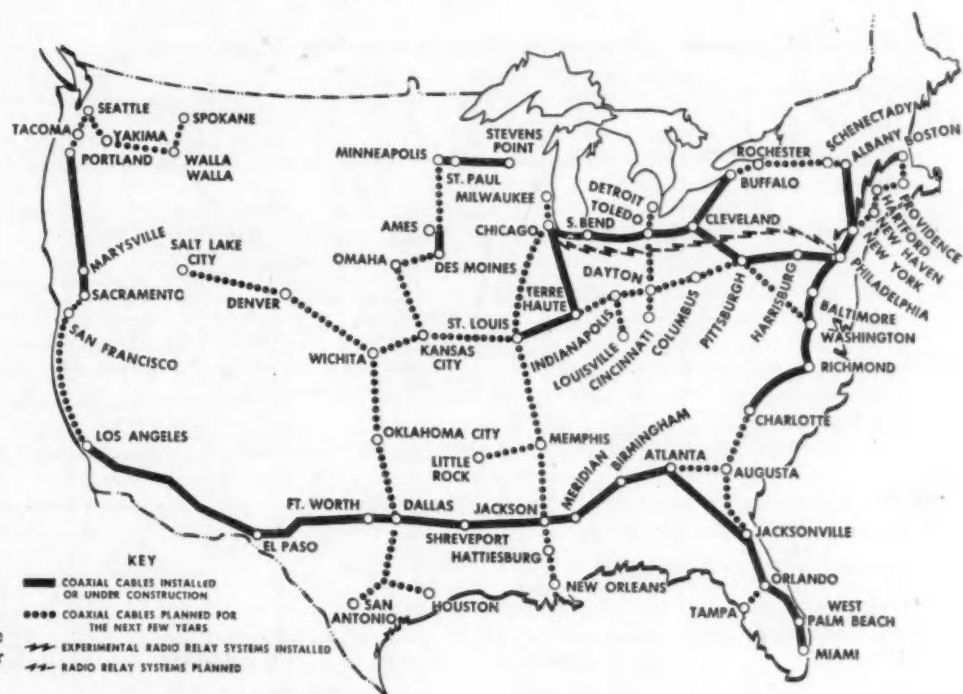 SEATTLE
TACOMA
YAKIMA
SPOKANE
PORTLAND
WALLA
WALLA
MINNEAPOLIS
STEVENS
POINT
ST. PAUL
MILWAUKEE
DETROIT
TOLEDO
ROCHESTER
BUFFALO
SCHENECTADY
ALBANY
BOSTON
PROVIDENCE
HARTFORD
NEW HAVEN
NEW YORK
PHILADELPHIA
CLEVELAND
S. BEND
CHICAGO
AMES
MARYSVILLE
SALT LAKE
CITY
OMAHA
DES MOINES
SACRAMENTO
DENVER
SAN FRANCISCO
DAYTON
TERRE
HAUTE
ST. LOUIS
KANSAS
CITY
WICHITA
INDIANAPOLIS
LOUISVILLE
CINCINNATI
COLUMBUS
PITTSBURGH
HARRISBURG
BALTIMORE
WASHINGTON
RICHMOND
LOS ANGELES
OKLAHOMA CITY
LITTLE
ROCK
MEMPHIS
CHARLOTTE
MERIDIAN
BIRMINGHAM
ATLANTA
AUGUSTA
FT. WORTH
DALLAS
JACKSON
EL PASO
SHREVEPORT
HATTIESBURG
JACKSONVILLE
NEW ORLEANS
ORLANDO
SAN
ANTONIO
HOUSTON
TAMPA
WEST
PALM BEACH
MIAMI
KEY
COAXIAL CABLES INSTALLED
OR UNDER CONSTRUCTION
COAXIAL CABLES PLANNED FOR
THE NEXT FEW YEARS
EXPERIMENTAL RADIO RELAY SYSTEMS INSTALLED
RADIO RELAY SYSTEMS PLANNED